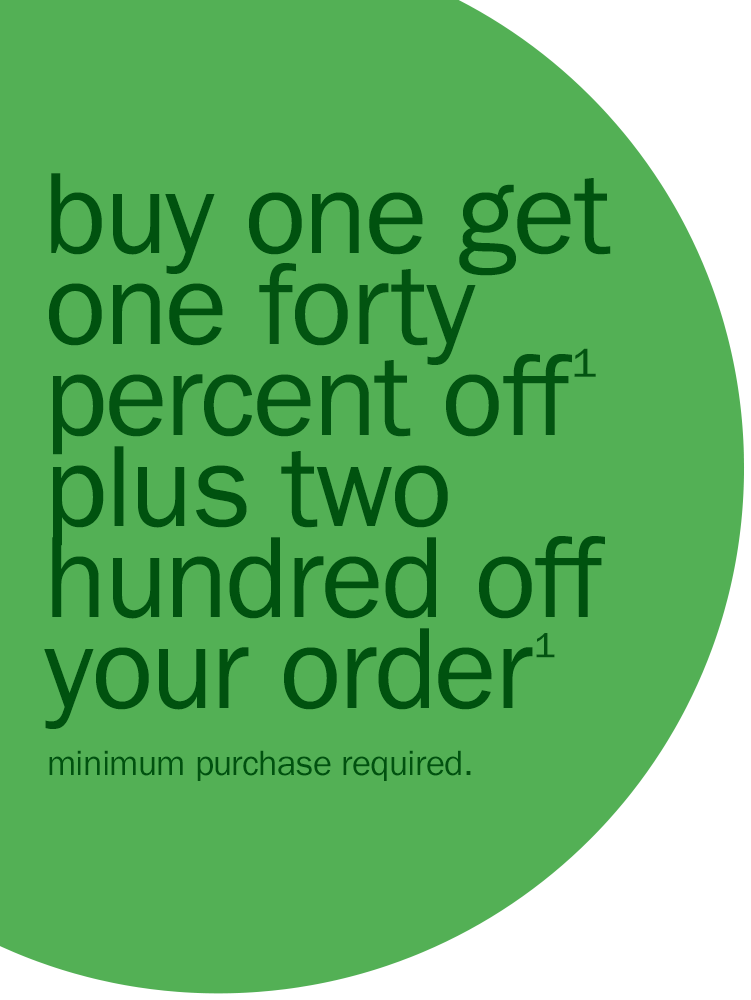 buy one get
one forty
percent off¹
plus two
hundred off
your order¹
minimum purchase required.